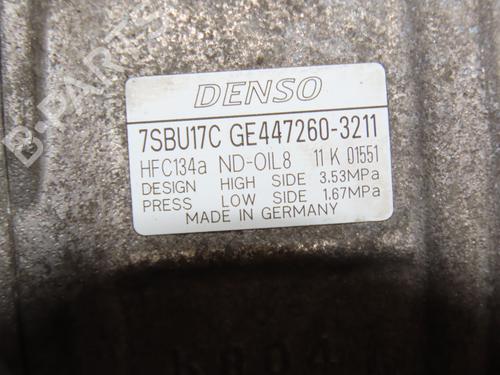 DENSO
7SBU17C GE447260-3211
HFC134a ND-OIL8 11 K 01551
DESIGN HIGH SIDE 3.53MPa
PRESS LOW SIDE 1.67MPa
MADE IN GERMANY